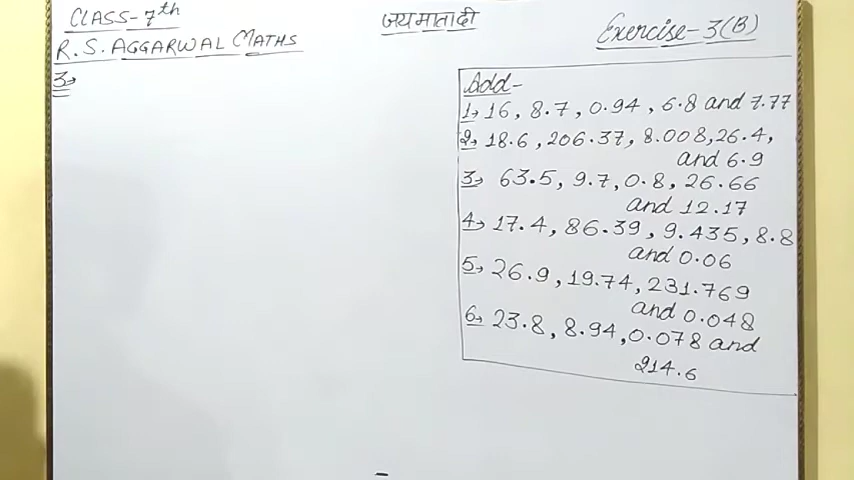 CLASS- 7th
जय माता दी
Exercise- 3(B)
R.S. AGGARWAL MATHS
3→
Add-
1→ 16, 8.7, 0.94, 6.8 and 7.77
2→ 18.6, 206.37, 8.008, 26.4,
and 6.9
3→ 63.5, 9.7, 0.8, 26.66
and 12.17
4→ 17.4, 86.39, 9.435, 8.8
and 0.06
5→ 26.9, 19.74, 231.769
and 0.048
6→ 23.8, 8.94, 0.078 and
214.6